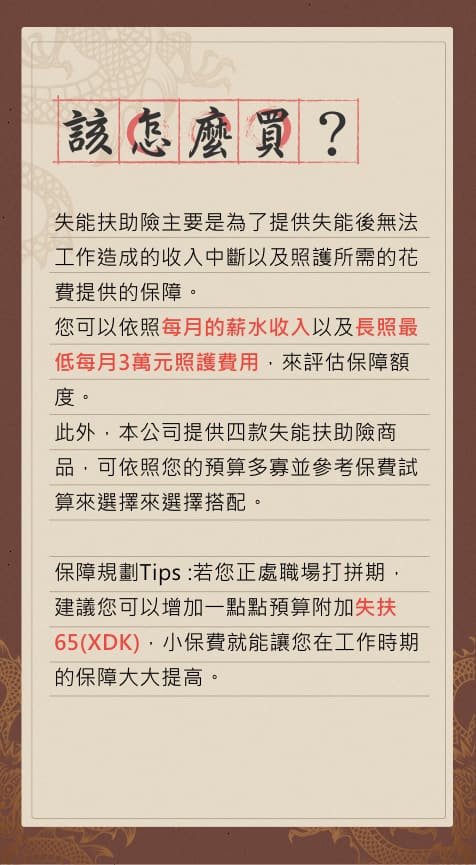 該怎麼買？
失能扶助險主要是為了提供失能後無法
工作造成的收入中斷以及照護所需的花
費提供的保障。
您可以依照每月的薪水收入以及長照最
低每月3萬元照護費用，來評估保障額
度。
此外，本公司提供四款失能扶助險商
品，可依照您的預算多寡並參考保費試
算來選擇來選擇搭配。
保障規劃Tips :若您正處職場打拼期，
建議您可以增加一點點預算附加失扶
65(XDK)，小保費就能讓您在工作時期
的保障大大提高。